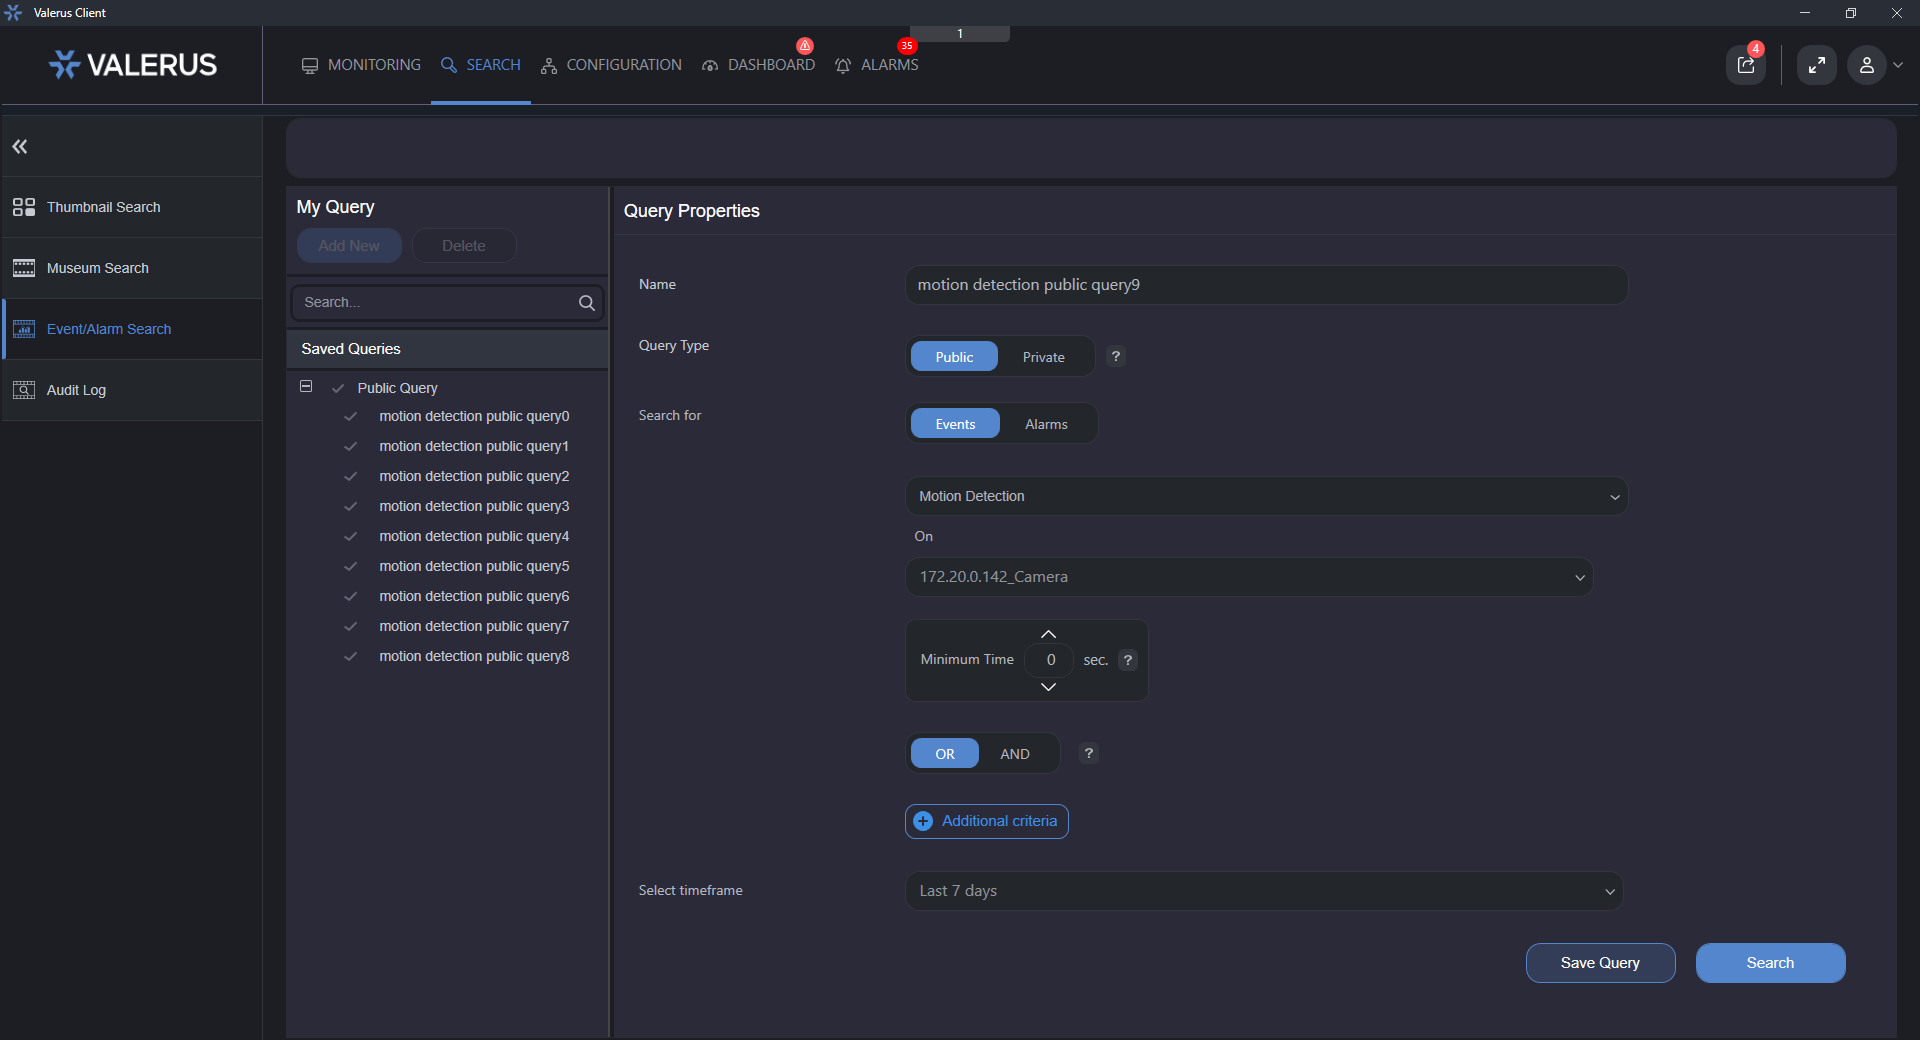 Valerus Client
1
VALERUS
MONITORING
SEARCH
CONFIGURATION
DASHBOARD
35
ALARMS
4
Thumbnail Search
Museum Search
Event/Alarm Search
Audit Log
My Query
Add New
Delete
Search...
Saved Queries
Public Query
motion detection public query0
motion detection public query1
motion detection public query2
motion detection public query3
motion detection public query4
motion detection public query5
motion detection public query6
motion detection public query7
motion detection public query8
Query Properties
Name
motion detection public query9
Query Type
Public
Private
?
Search for
Events
Alarms
Motion Detection
On
172.20.0.142_Camera
Minimum Time
0
sec.
?
OR
AND
?
Additional criteria
Select timeframe
Last 7 days
Save Query
Search